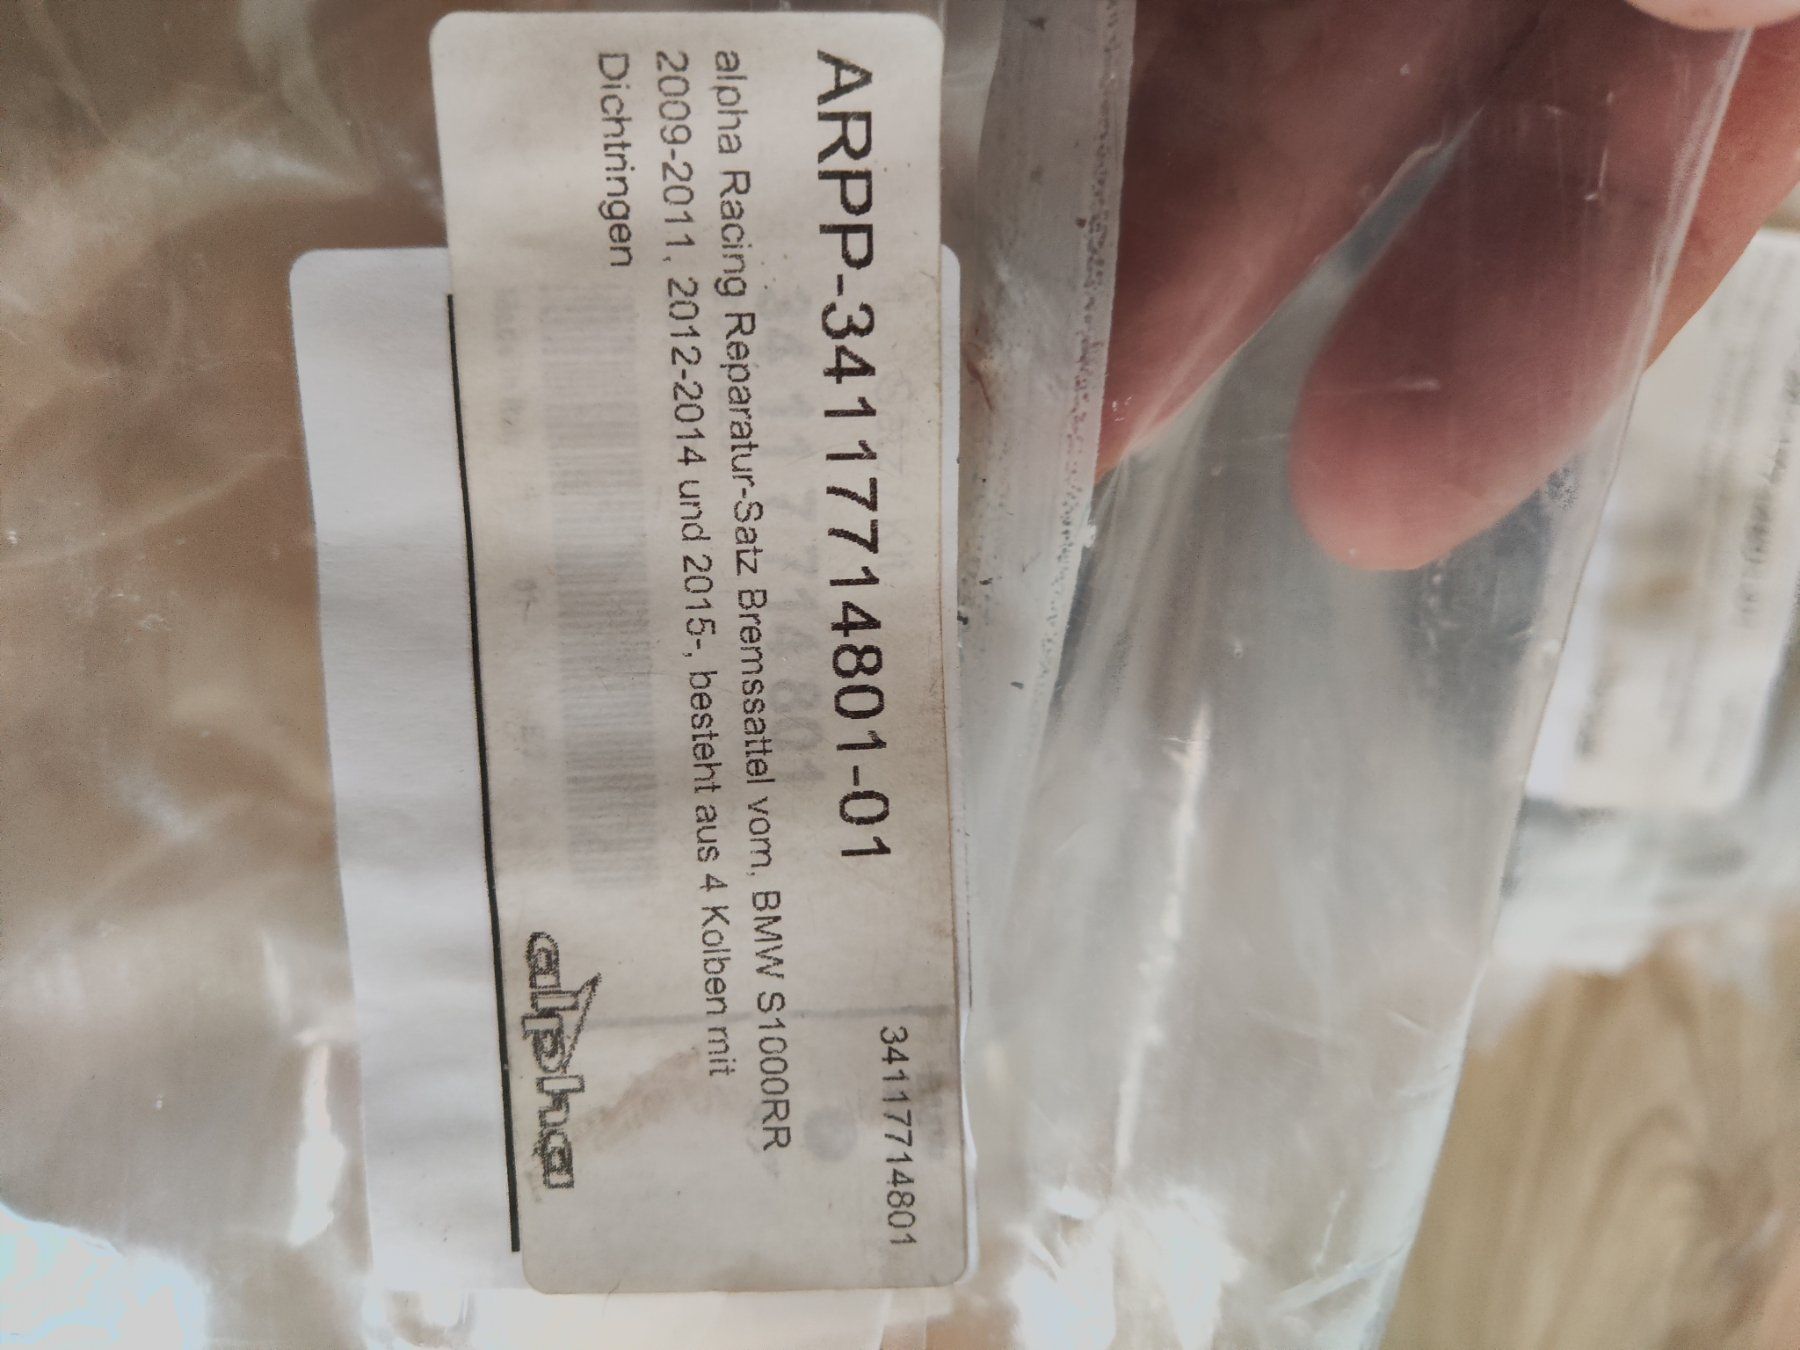 ARPP-34117714801-01
34117714801
alpha Racing Reparatur-Satz Bremssattel vorn, BMW S1000RR
2009-2011, 2012-2014 und 2015-, besteht aus 4 Kolben mit
Dichtringen
alpha